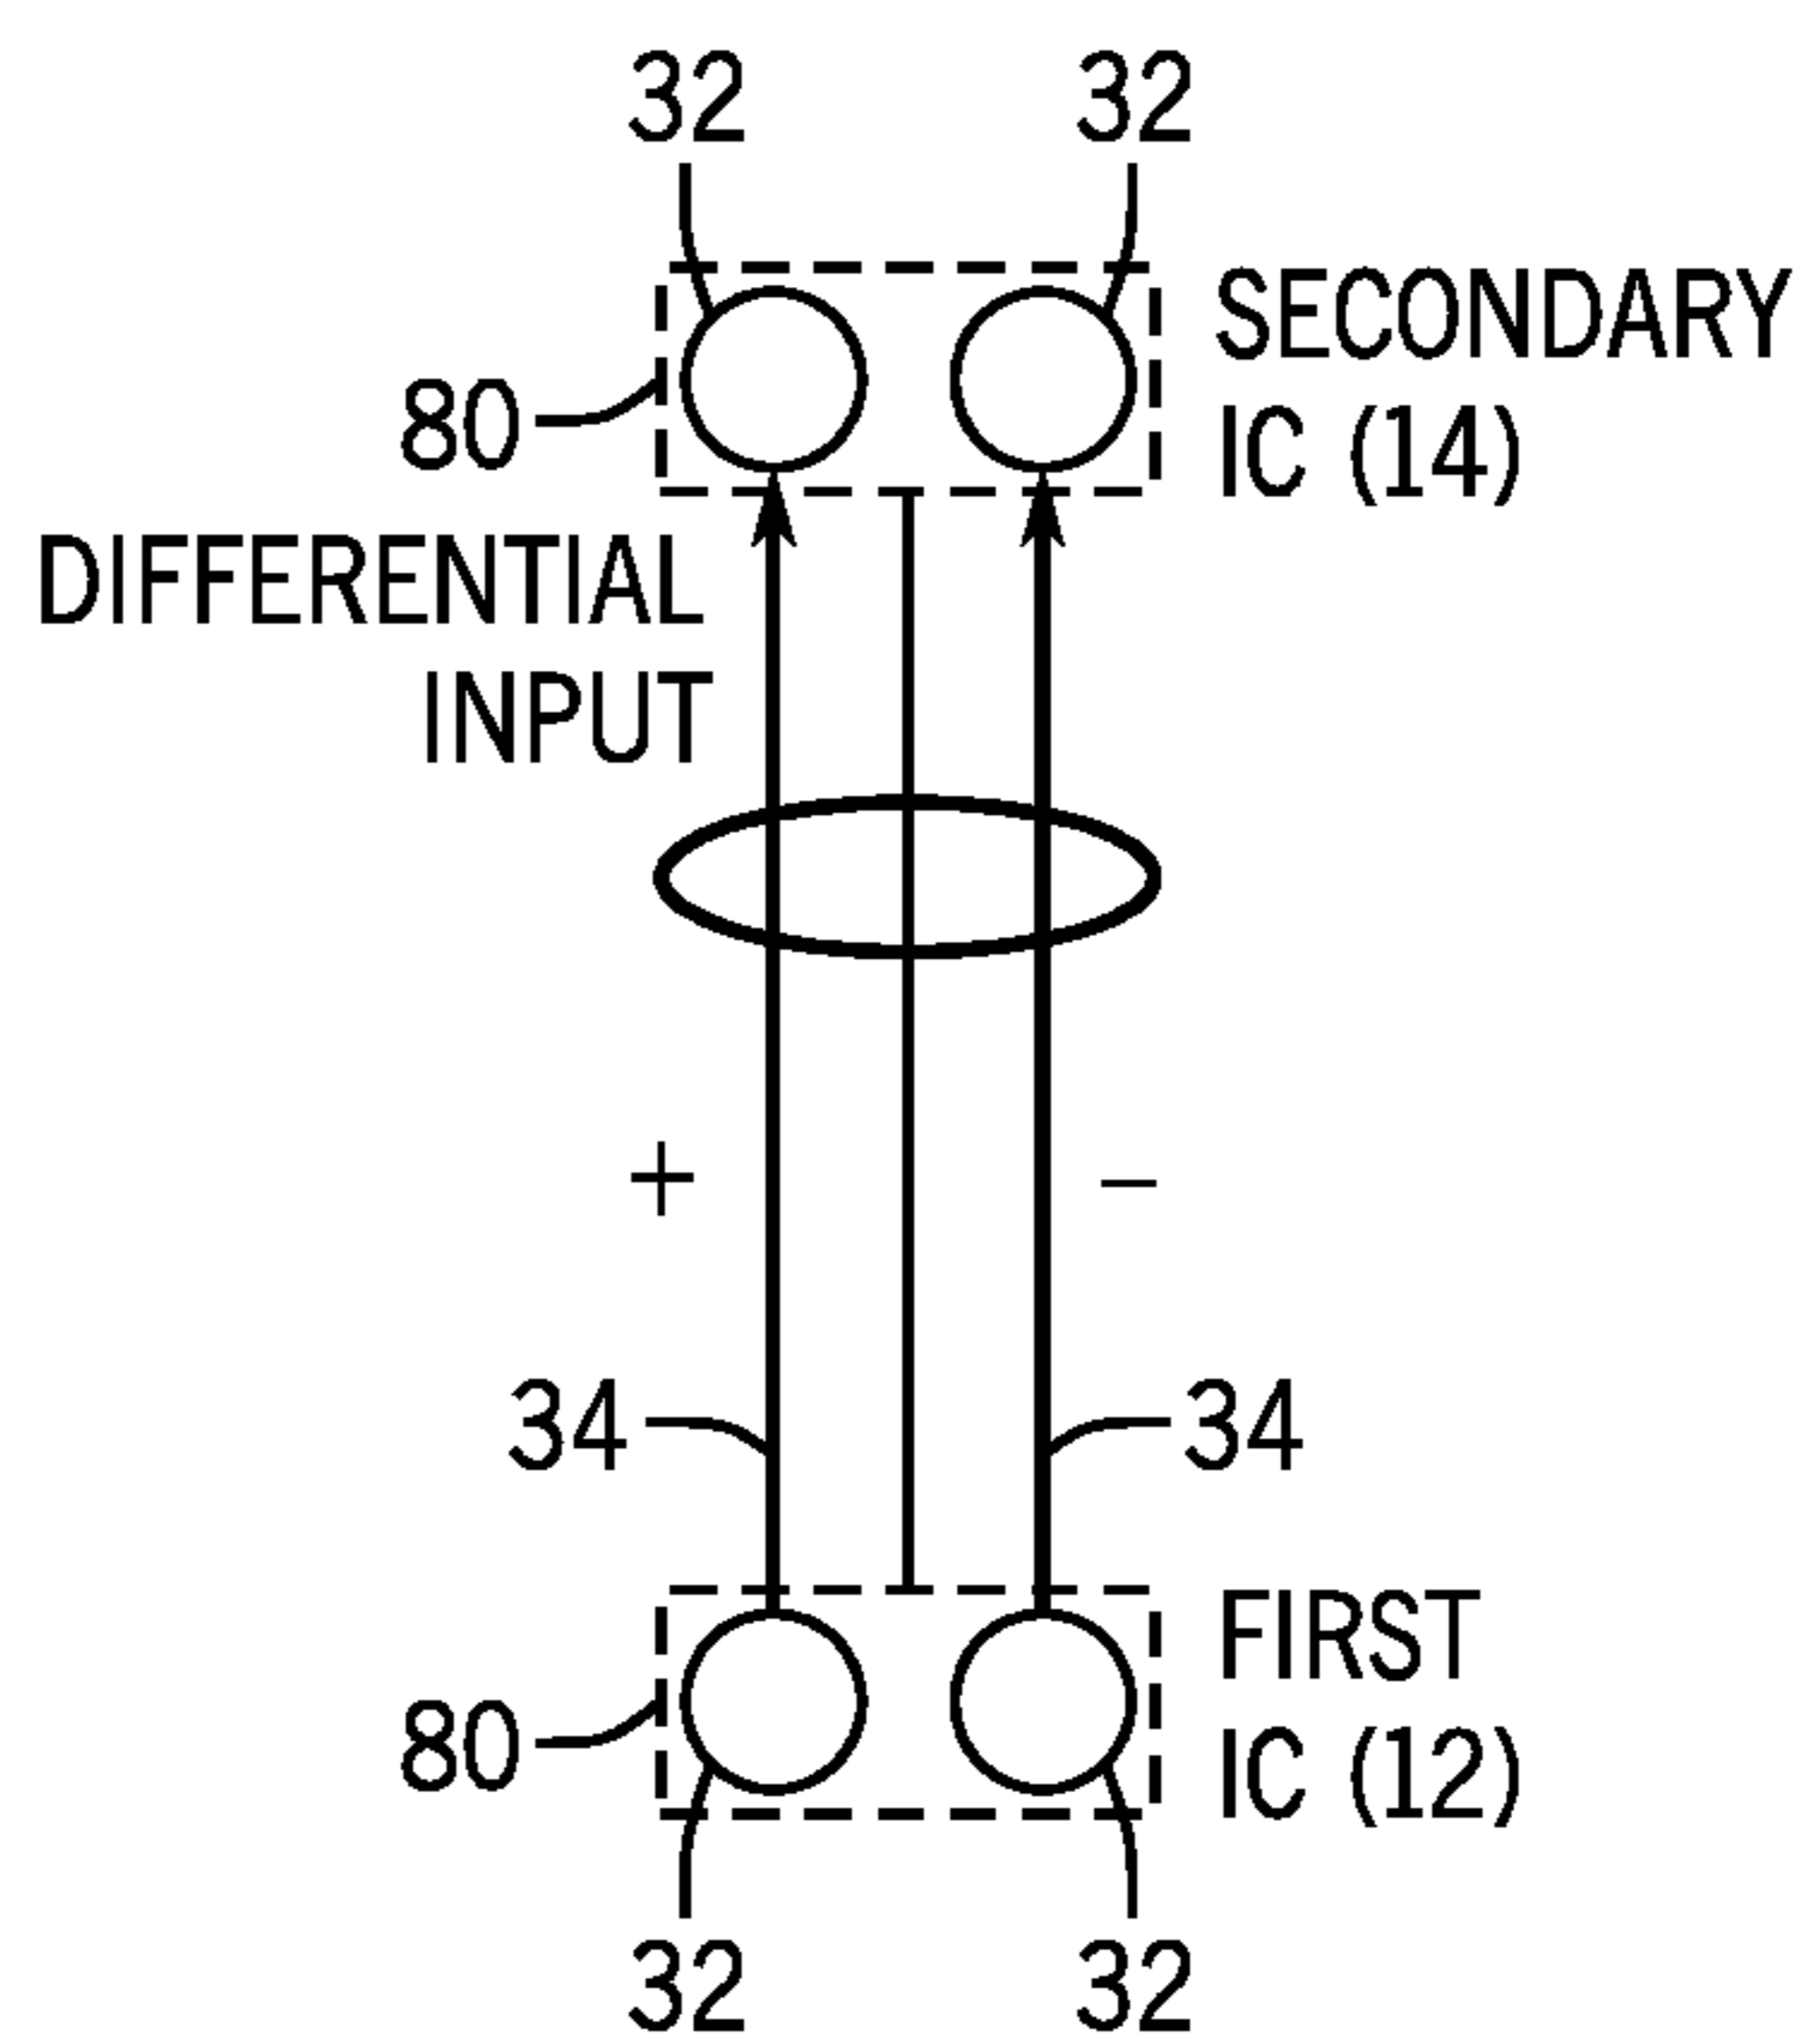 32 32
SECONDARY
80 IC (14)
DIFFERENTIAL
INPUT
+ −
34 34
FIRST
80 IC (12)
32 32